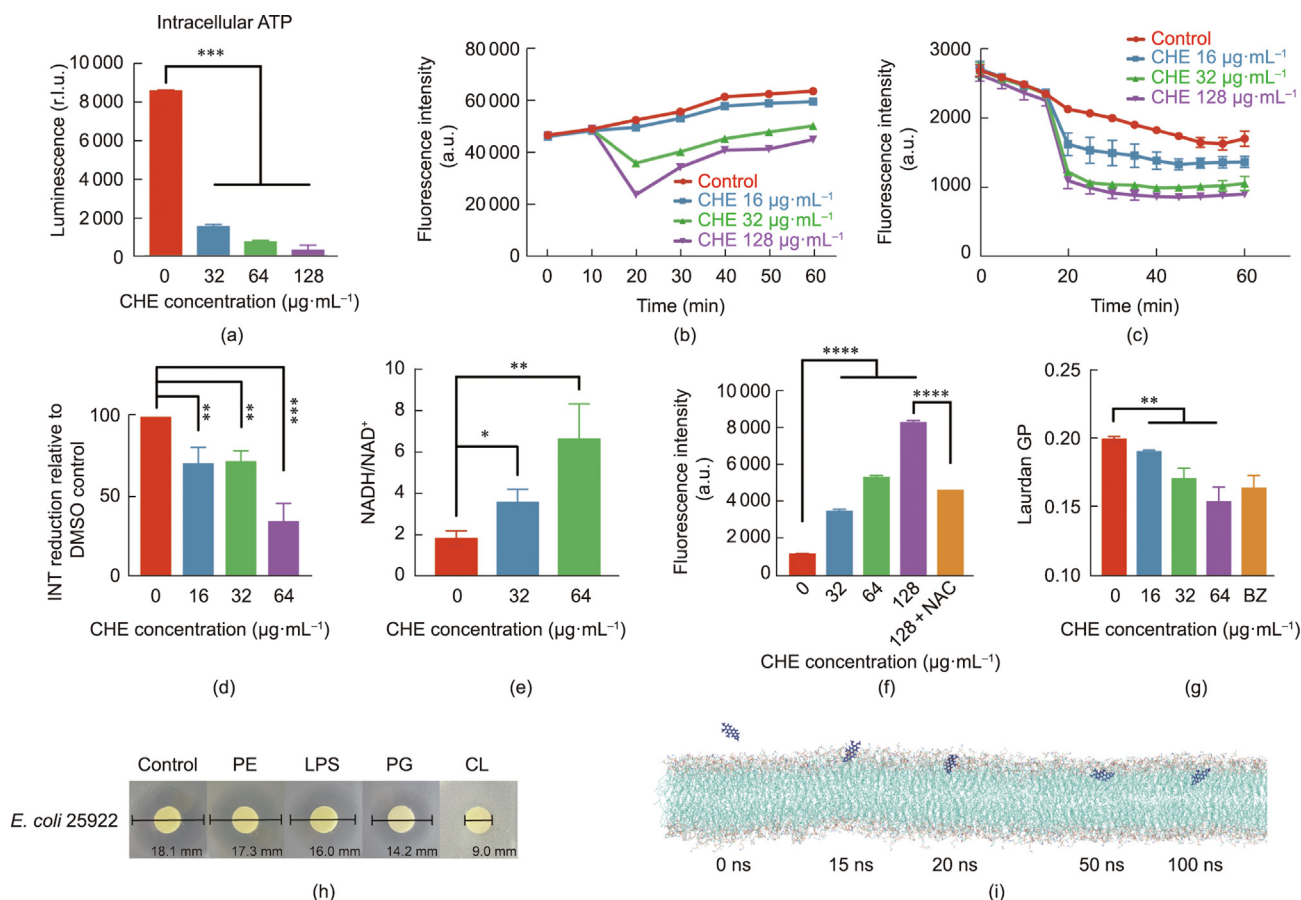 Intracellular ATP
10 000
8 000
6 000
4 000
2 000
0
***
Luminescence (r.l.u.)
0 32 64 128
CHE concentration (µg·mL⁻¹)
(a)
80 000
60 000
40 000
20 000
0
Fluorescence intensity
(a.u.)
Control
CHE 16 µg·mL⁻¹
CHE 32 µg·mL⁻¹
CHE 128 µg·mL⁻¹
0 10 20 30 40 50 60
Time (min)
(b)
3000
2000
1000
0
Fluorescence intensity
(a.u.)
Control
CHE 16 µg·mL⁻¹
CHE 32 µg·mL⁻¹
CHE 128 µg·mL⁻¹
0 20 40 60
Time (min)
(c)
100
50
0
INT reduction relative to
DMSO control
**
**
***
0 16 32 64
CHE concentration (µg·mL⁻¹)
(d)
10
8
6
4
2
0
NADH/NAD⁺
**
*
0 32 64
CHE concentration (µg·mL⁻¹)
(e)
10 000
8 000
6 000
4 000
2 000
0
Fluorescence intensity
(a.u.)
****
****
0 32 64 128 128 + NAC
CHE concentration (µg·mL⁻¹)
(f)
0.25
0.20
0.15
0.10
Laurdan GP
**
0 16 32 64 BZ
CHE concentration (µg·mL⁻¹)
(g)
Control PE LPS PG CL
E. coli 25922
18.1 mm 17.3 mm 16.0 mm 14.2 mm 9.0 mm
(h)
0 ns 15 ns 20 ns 50 ns 100 ns
(i)